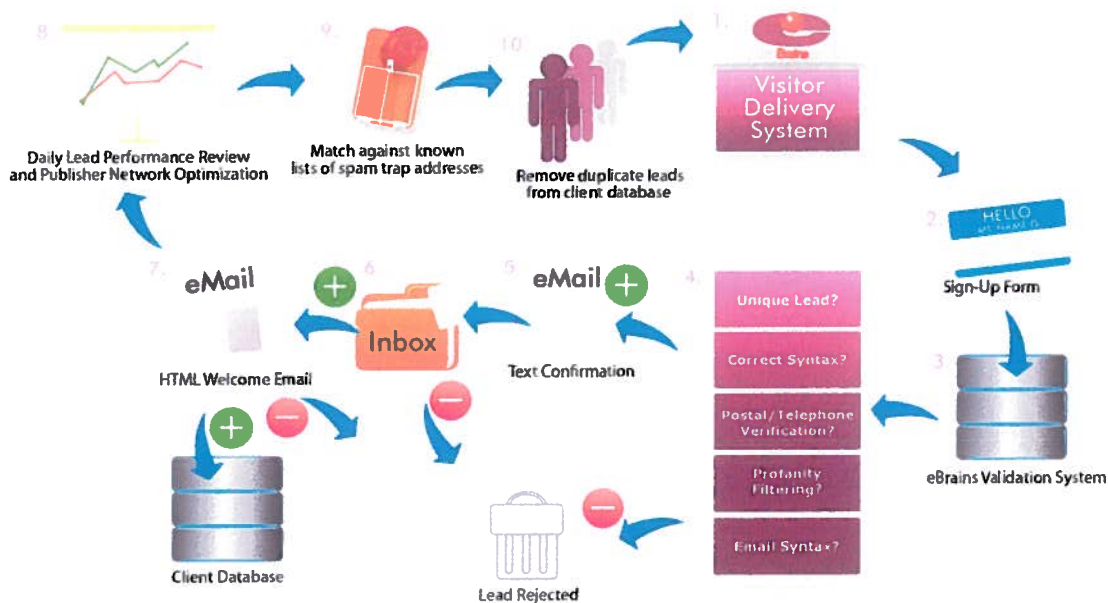 8.
Daily Lead Performance Review
and Publisher Network Optimization
9.
Match against known
lists of spam trap addresses
10.
Remove duplicate leads
from client database
1.
Visitor
Delivery
System
2.
HELLO
MY NAME IS
Sign-Up Form
3.
eBrains Validation System
4.
Unique Lead?
Correct Syntax?
Postal/Telephone
Verification?
Profanity
Filtering?
Email Syntax?
5.
eMail
Text Confirmation
6.
Inbox
7.
eMail
HTML Welcome Email
Client Database
Lead Rejected